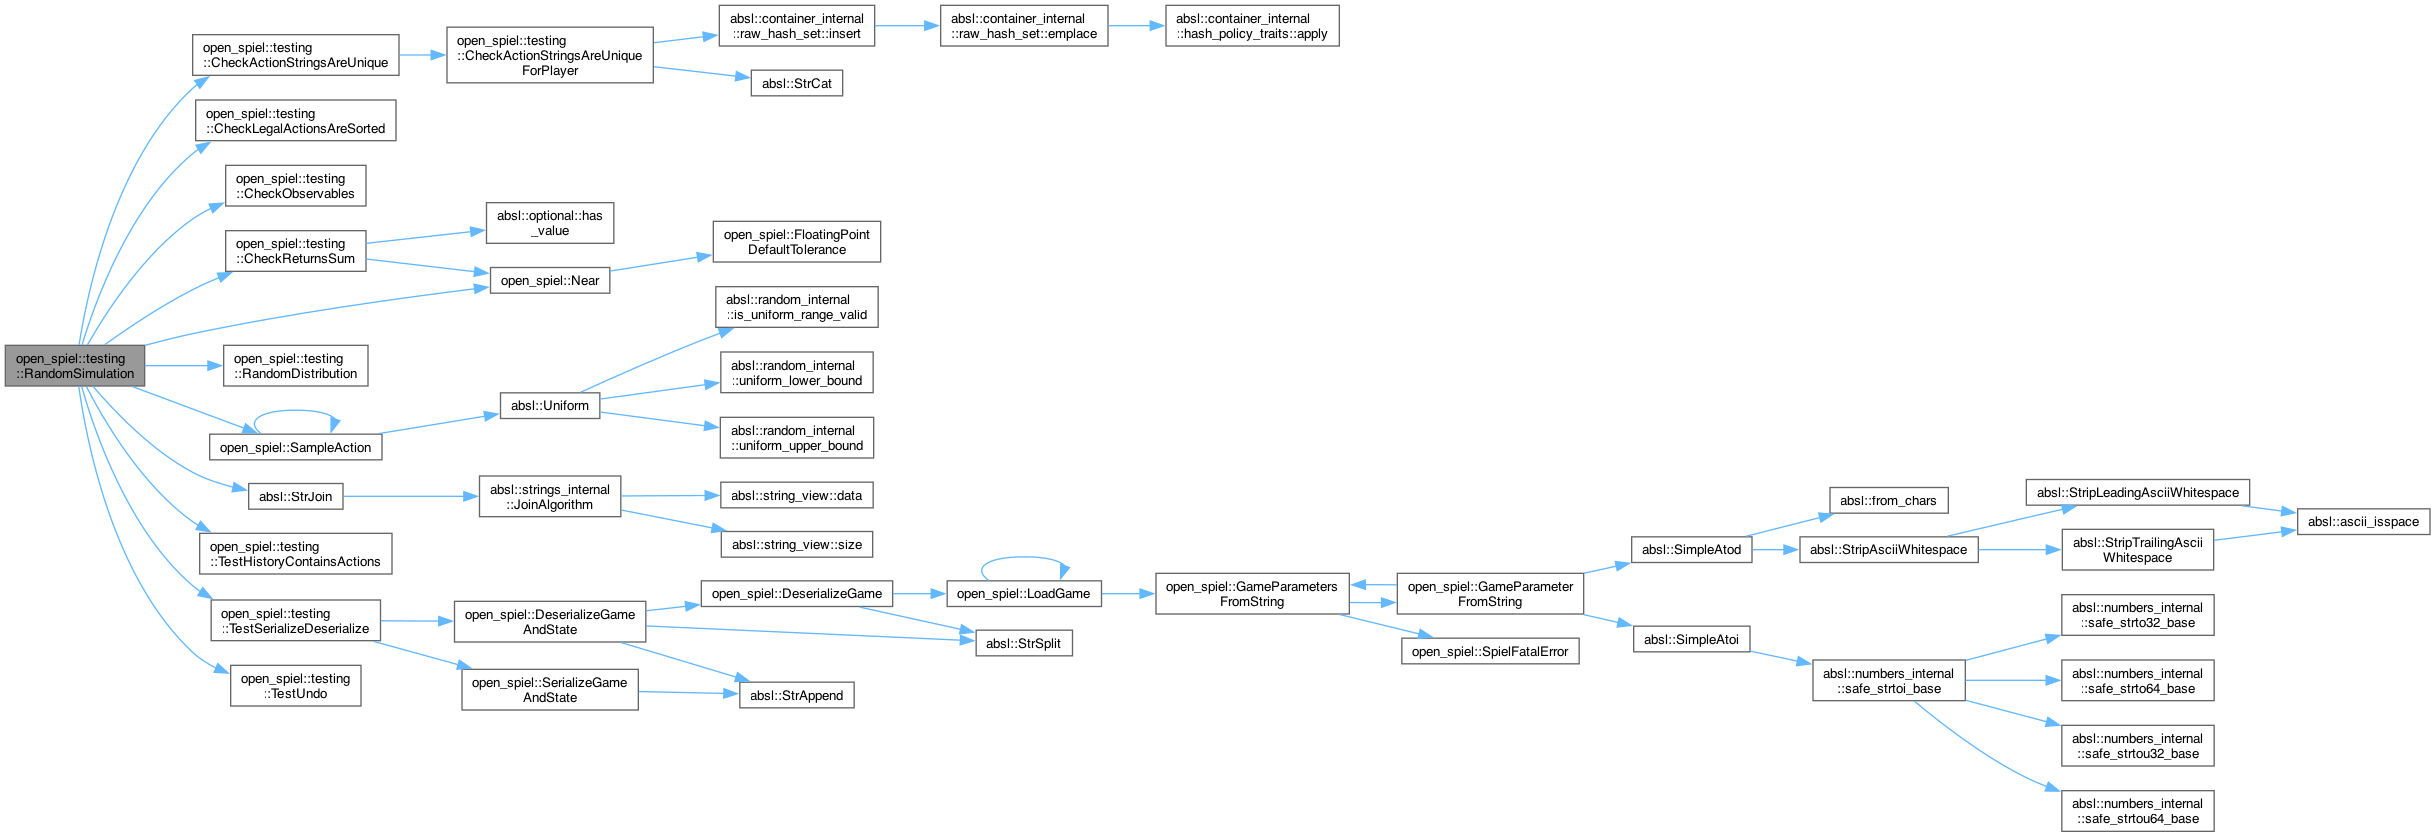 open_spiel::testing
::RandomSimulation
open_spiel::testing
::CheckActionStringsAreUnique
open_spiel::testing
::CheckActionStringsAreUnique
ForPlayer
absl::container_internal
::raw_hash_set::insert
absl::container_internal
::raw_hash_set::emplace
absl::container_internal
::hash_policy_traits::apply
absl::StrCat
open_spiel::testing
::CheckLegalActionsAreSorted
open_spiel::testing
::CheckObservables
open_spiel::testing
::CheckReturnsSum
absl::optional::has
_value
open_spiel::Near
open_spiel::FloatingPoint
DefaultTolerance
open_spiel::testing
::RandomDistribution
open_spiel::SampleAction
absl::Uniform
absl::random_internal
::is_uniform_range_valid
absl::random_internal
::uniform_lower_bound
absl::random_internal
::uniform_upper_bound
absl::StrJoin
absl::strings_internal
::JoinAlgorithm
absl::string_view::data
absl::string_view::size
open_spiel::testing
::TestHistoryContainsActions
open_spiel::testing
::TestSerializeDeserialize
open_spiel::DeserializeGame
AndState
open_spiel::DeserializeGame
open_spiel::LoadGame
open_spiel::GameParameters
FromString
open_spiel::GameParameter
FromString
absl::SimpleAtod
absl::from_chars
absl::StripAsciiWhitespace
absl::StripLeadingAsciiWhitespace
absl::StripTrailingAscii
Whitespace
absl::ascii_isspace
absl::SimpleAtoi
absl::numbers_internal
::safe_strtoi_base
absl::numbers_internal
::safe_strto32_base
absl::numbers_internal
::safe_strto64_base
absl::numbers_internal
::safe_strtou32_base
absl::numbers_internal
::safe_strtou64_base
open_spiel::SpielFatalError
absl::StrSplit
absl::StrAppend
open_spiel::SerializeGame
AndState
open_spiel::testing
::TestUndo